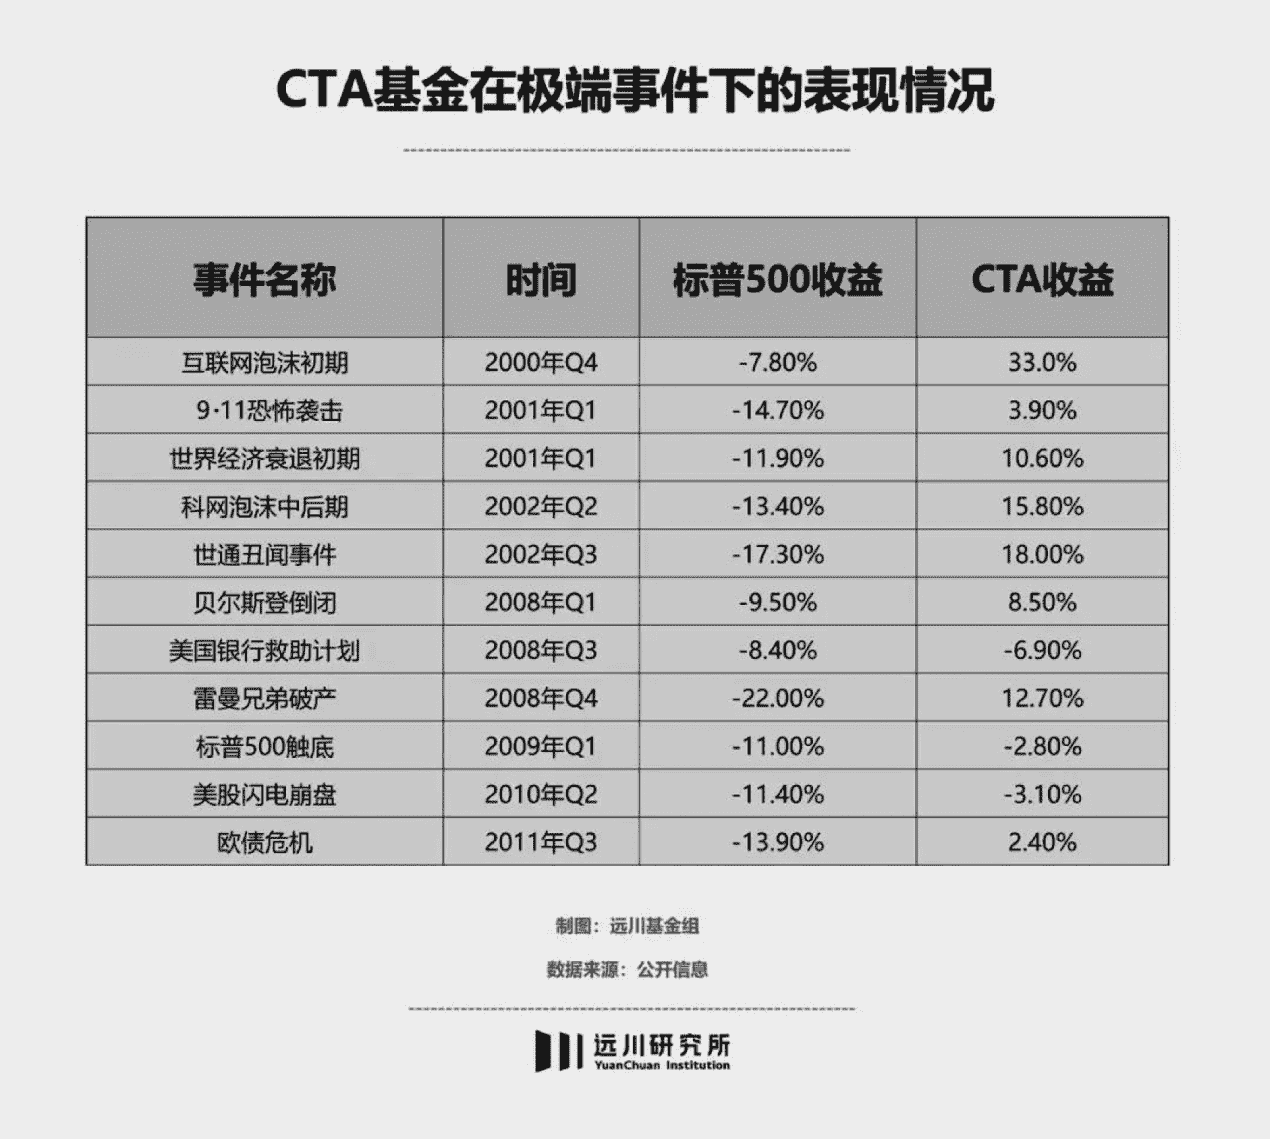 CTA基金在极端事件下的表现情况
事件名称 时间 标普500收益 CTA收益
互联网泡沫初期 2000年Q4 -7.80% 33.0%
9·11恐怖袭击 2001年Q1 -14.70% 3.90%
世界经济衰退初期 2001年Q1 -11.90% 10.60%
科网泡沫中后期 2002年Q2 -13.40% 15.80%
世通丑闻事件 2002年Q3 -17.30% 18.00%
贝尔斯登倒闭 2008年Q1 -9.50% 8.50%
美国银行救助计划 2008年Q3 -8.40% -6.90%
雷曼兄弟破产 2008年Q4 -22.00% 12.70%
标普500触底 2009年Q1 -11.00% -2.80%
美股闪电崩盘 2010年Q2 -11.40% -3.10%
欧债危机 2011年Q3 -13.90% 2.40%
制图：远川基金组
数据来源：公开信息
远川研究所
YuanChuan Institution